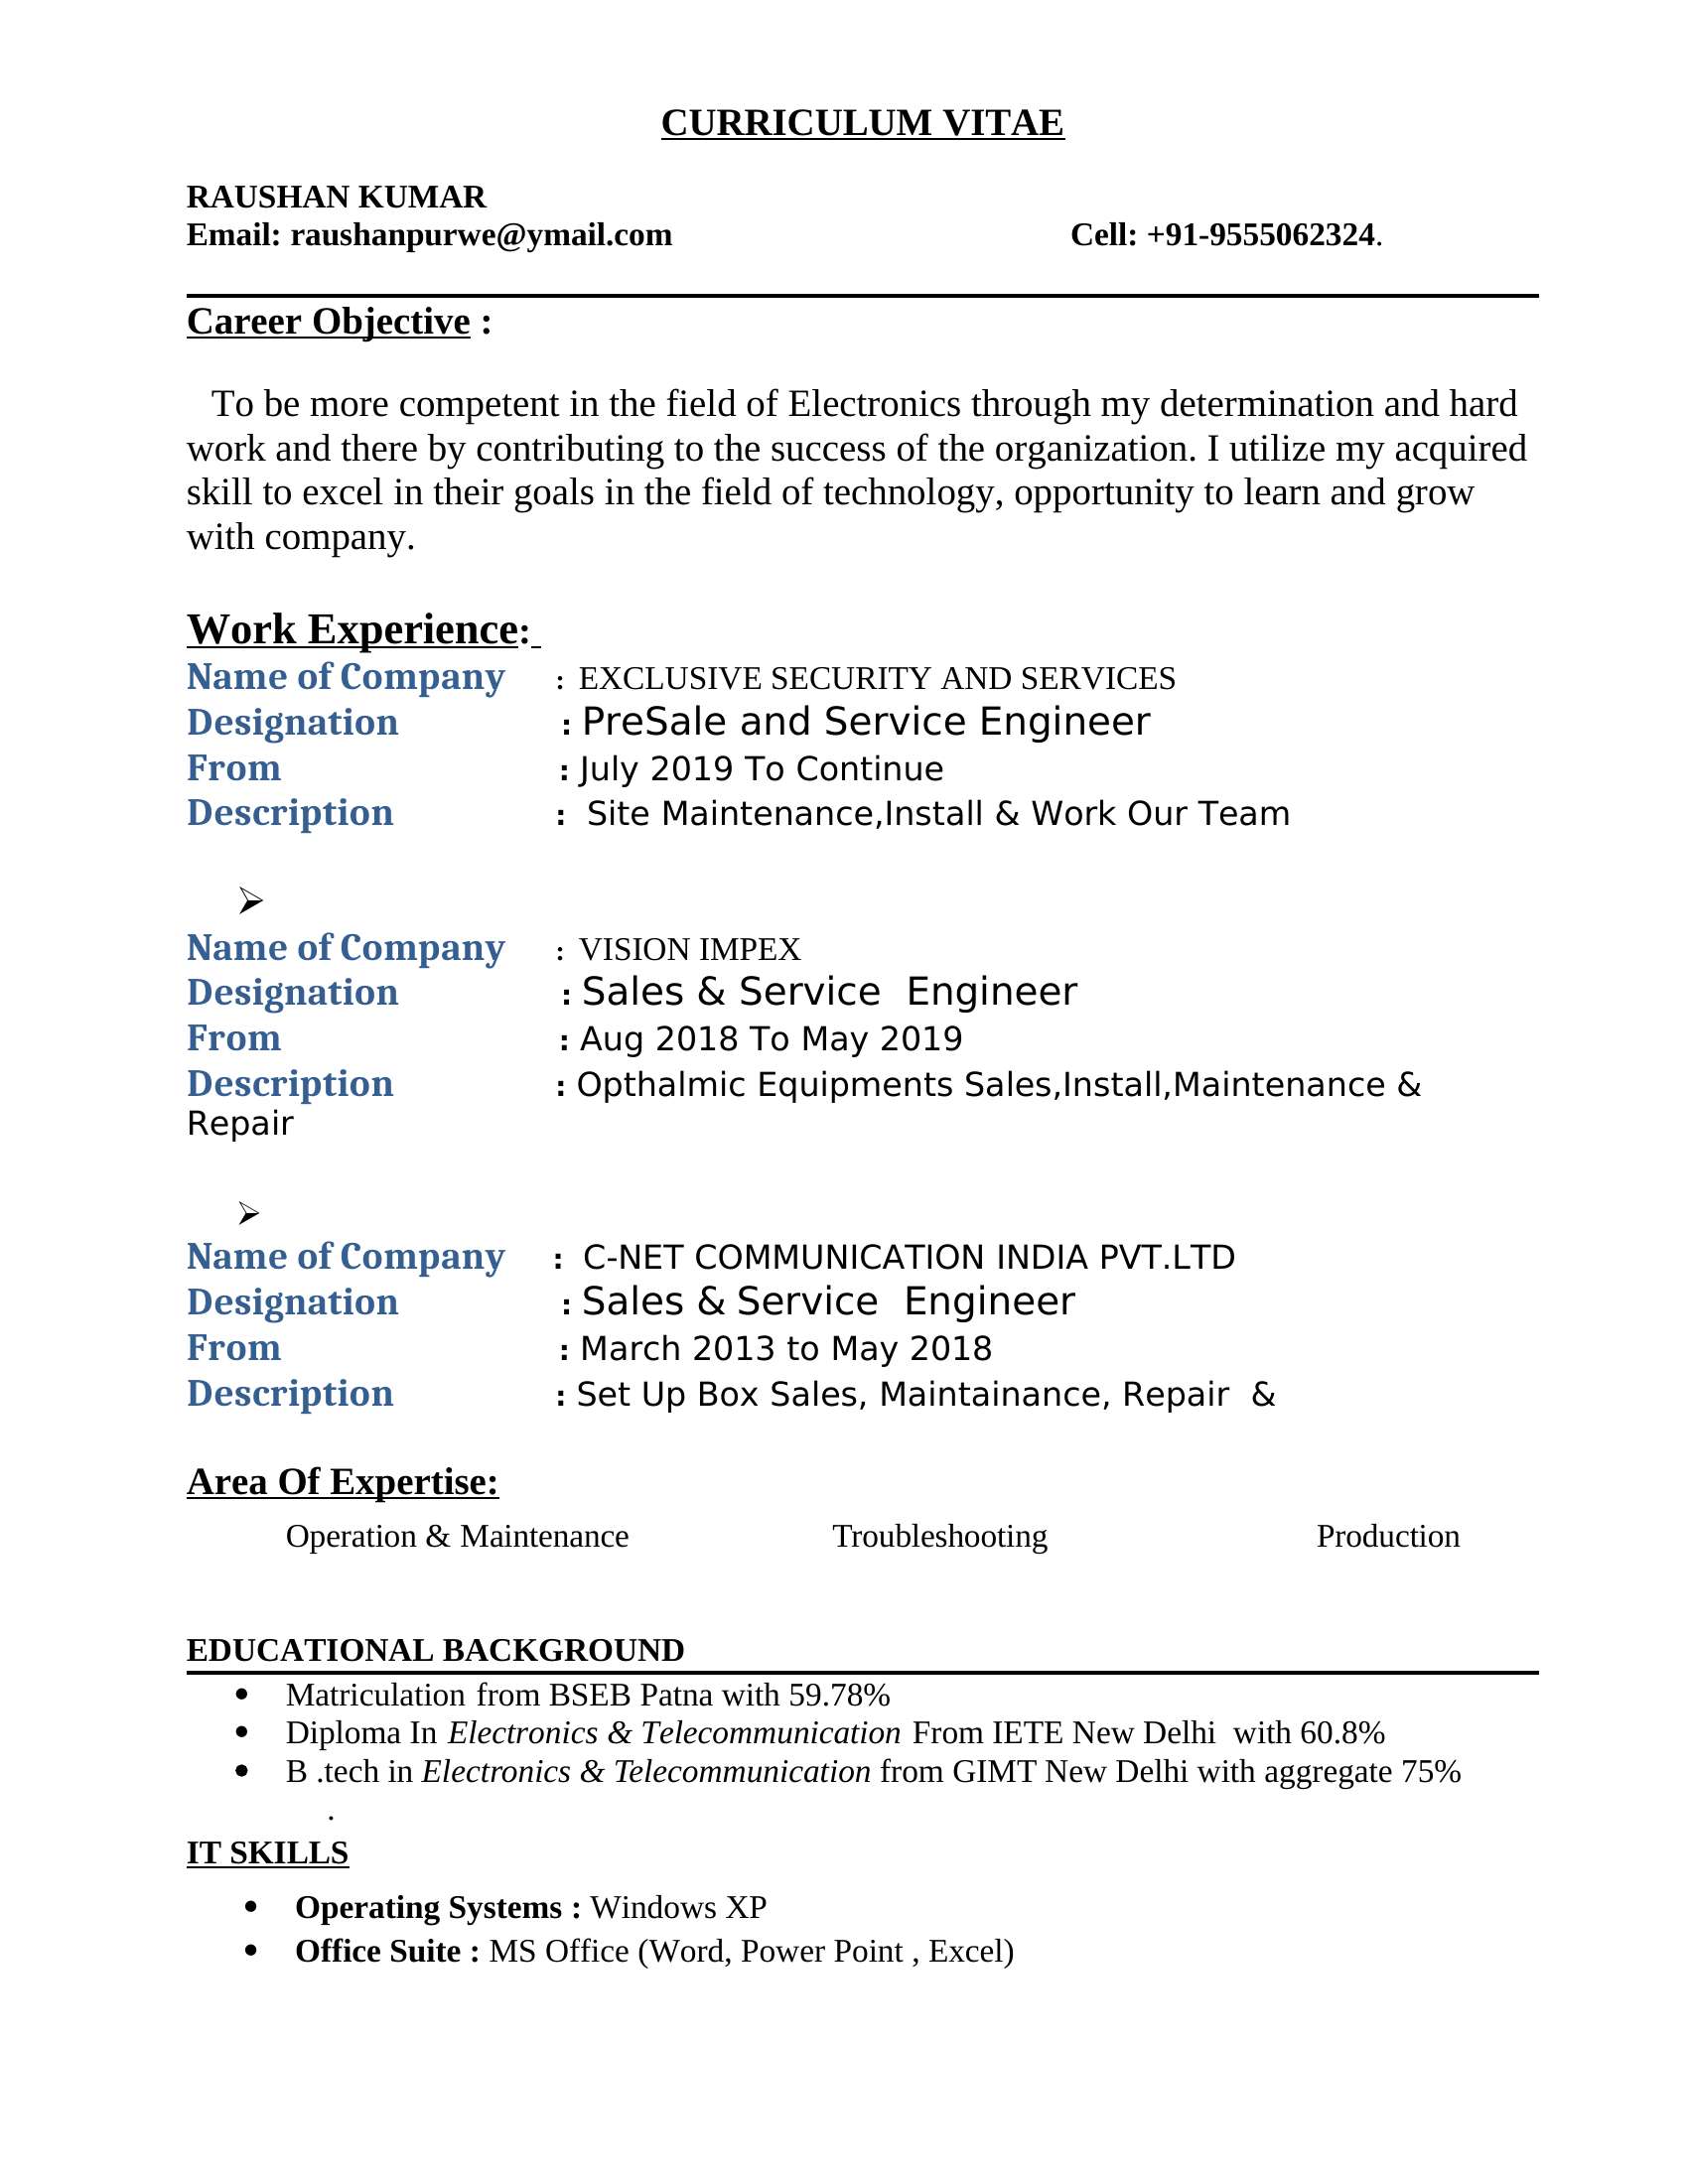 CURRICULUM VITAE
RAUSHAN KUMAR
Email: raushanpurwe@ymail.com Cell: +91-9555062324.
Career Objective :
To be more competent in the field of Electronics through my determination and hard
work and there by contributing to the success of the organization. I utilize my acquired
skill to excel in their goals in the field of technology, opportunity to learn and grow
with company.
Work Experience:
Name of Company : EXCLUSIVE SECURITY AND SERVICES
Designation : PreSale and Service Engineer
From : July 2019 To Continue
Description : Site Maintenance,Install & Work Our Team
➢
Name of Company : VISION IMPEX
Designation : Sales & Service Engineer
From : Aug 2018 To May 2019
Description : Opthalmic Equipments Sales,Install,Maintenance &
Repair
➢
Name of Company : C-NET COMMUNICATION INDIA PVT.LTD
Designation : Sales & Service Engineer
From : March 2013 to May 2018
Description : Set Up Box Sales, Maintainance, Repair &
Area Of Expertise:
Operation & Maintenance Troubleshooting Production
EDUCATIONAL BACKGROUND
• Matriculation from BSEB Patna with 59.78%
• Diploma In Electronics & Telecommunication From IETE New Delhi with 60.8%
• B .tech in Electronics & Telecommunication from GIMT New Delhi with aggregate 75%
.
IT SKILLS
• Operating Systems : Windows XP
• Office Suite : MS Office (Word, Power Point , Excel)